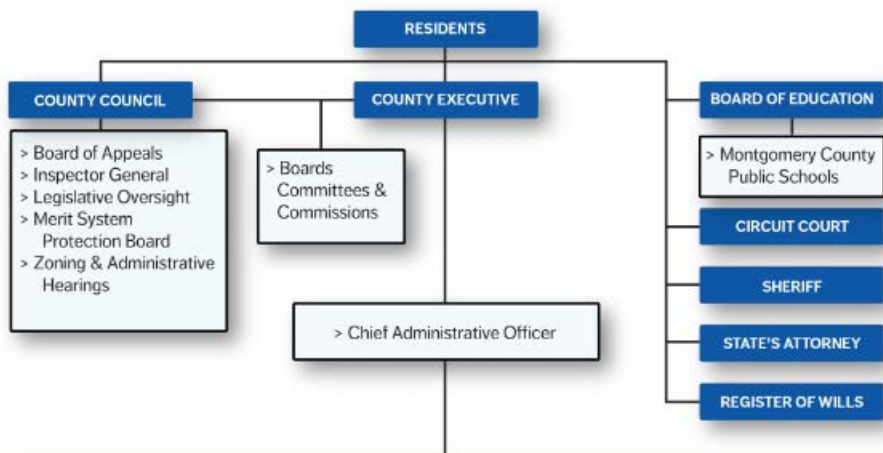 RESIDENTS
COUNTY COUNCIL
COUNTY EXECUTIVE
BOARD OF EDUCATION
> Board of Appeals
> Inspector General
> Legislative Oversight
> Merit System
Protection Board
> Zoning & Administrative
Hearings
> Boards
Committees &
Commissions
> Montgomery County
Public Schools
CIRCUIT COURT
SHERIFF
> Chief Administrative Officer
STATE'S ATTORNEY
REGISTER OF WILLS